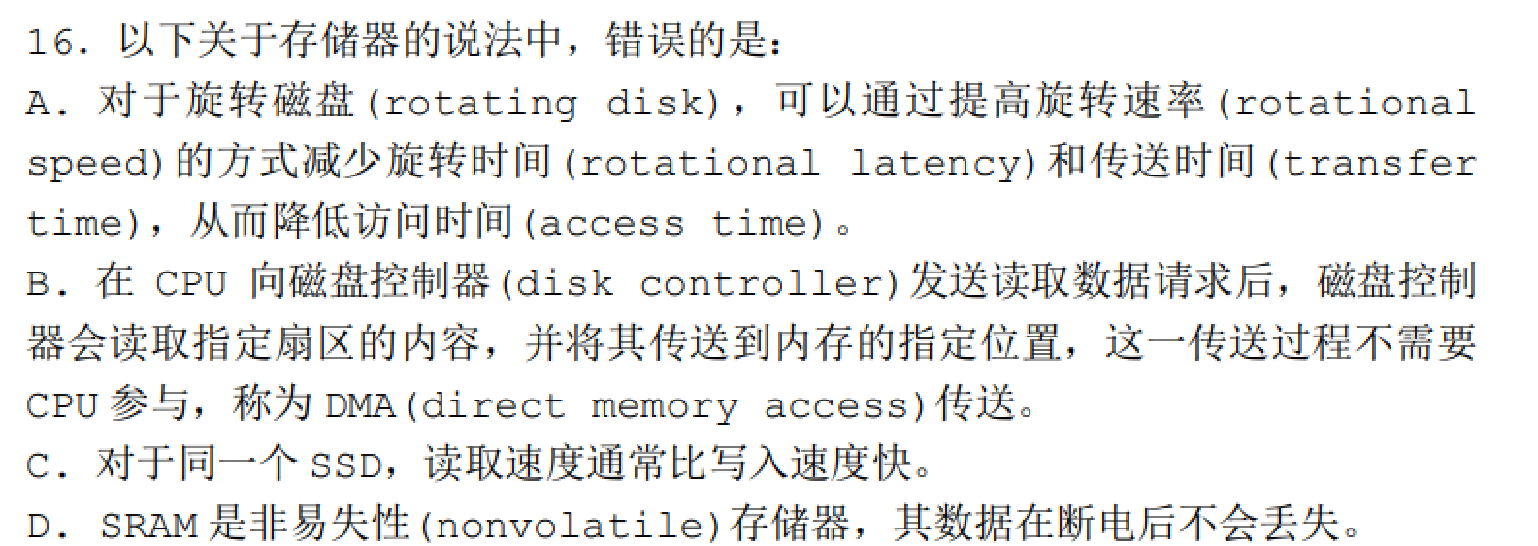 16. 以下关于存储器的说法中，错误的是：
A. 对于旋转磁盘(rotating disk)，可以通过提高旋转速率(rotational
speed)的方式减少旋转时间(rotational latency)和传送时间(transfer
time)，从而降低访问时间(access time)。
B. 在 CPU 向磁盘控制器(disk controller)发送读取数据请求后，磁盘控制
器会读取指定扇区的内容，并将其传送到内存的指定位置，这一传送过程不需要
CPU 参与，称为 DMA(direct memory access)传送。
C. 对于同一个 SSD，读取速度通常比写入速度快。
D. SRAM 是非易失性(nonvolatile)存储器，其数据在断电后不会丢失。